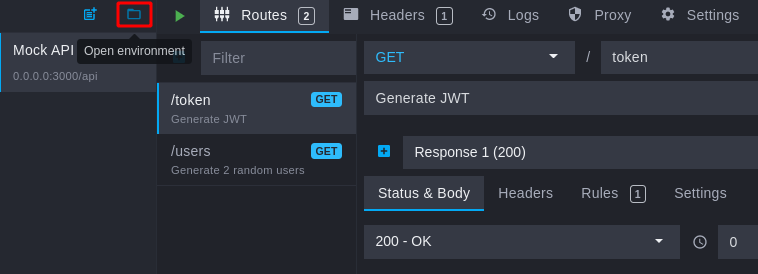 Routes 2 Headers 1 Logs Proxy Settings
Mock API
Open environment
0.0.0.0:3000/api
Filter
/token GET
Generate JWT
/users GET
Generate 2 random users
GET / token
Generate JWT
Response 1 (200)
Status & Body Headers Rules 1 Settings
200 - OK 0